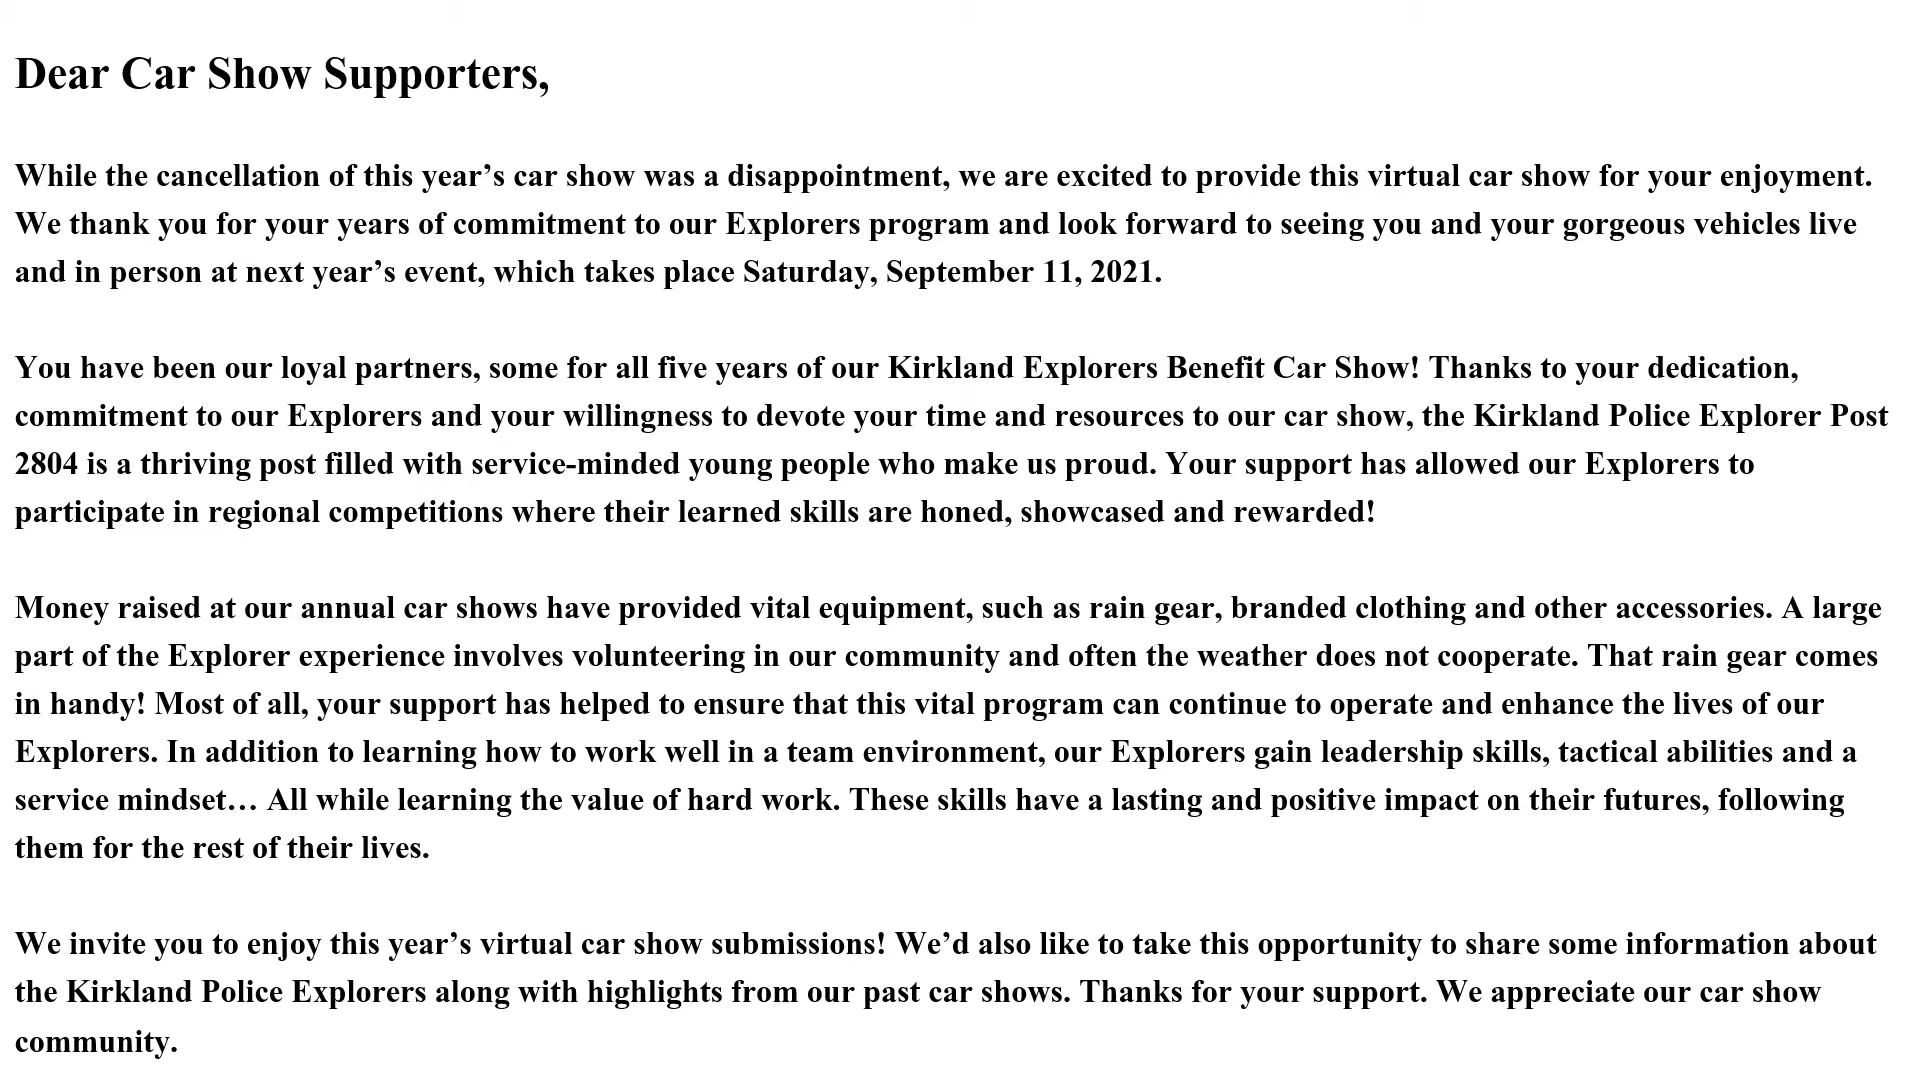 Dear Car Show Supporters,
While the cancellation of this year’s car show was a disappointment, we are excited to provide this virtual car show for your enjoyment.
We thank you for your years of commitment to our Explorers program and look forward to seeing you and your gorgeous vehicles live
and in person at next year’s event, which takes place Saturday, September 11, 2021.
You have been our loyal partners, some for all five years of our Kirkland Explorers Benefit Car Show! Thanks to your dedication,
commitment to our Explorers and your willingness to devote your time and resources to our car show, the Kirkland Police Explorer Post
2804 is a thriving post filled with service-minded young people who make us proud. Your support has allowed our Explorers to
participate in regional competitions where their learned skills are honed, showcased and rewarded!
Money raised at our annual car shows have provided vital equipment, such as rain gear, branded clothing and other accessories. A large
part of the Explorer experience involves volunteering in our community and often the weather does not cooperate. That rain gear comes
in handy! Most of all, your support has helped to ensure that this vital program can continue to operate and enhance the lives of our
Explorers. In addition to learning how to work well in a team environment, our Explorers gain leadership skills, tactical abilities and a
service mindset… All while learning the value of hard work. These skills have a lasting and positive impact on their futures, following
them for the rest of their lives.
We invite you to enjoy this year’s virtual car show submissions! We’d also like to take this opportunity to share some information about
the Kirkland Police Explorers along with highlights from our past car shows. Thanks for your support. We appreciate our car show
community.